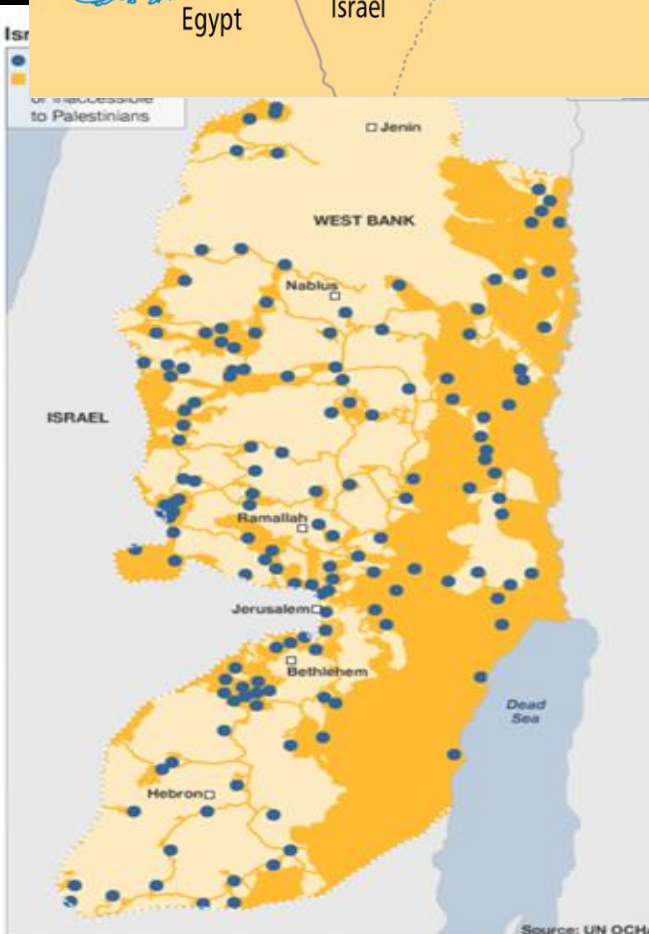 Egypt
Israel
Isr
to Palestinians
Jenin
WEST BANK
Nablus
ISRAEL
Ramallah
Jerusalem
Bethlehem
Dead
Sea
Hebron
Source: UN OCHA